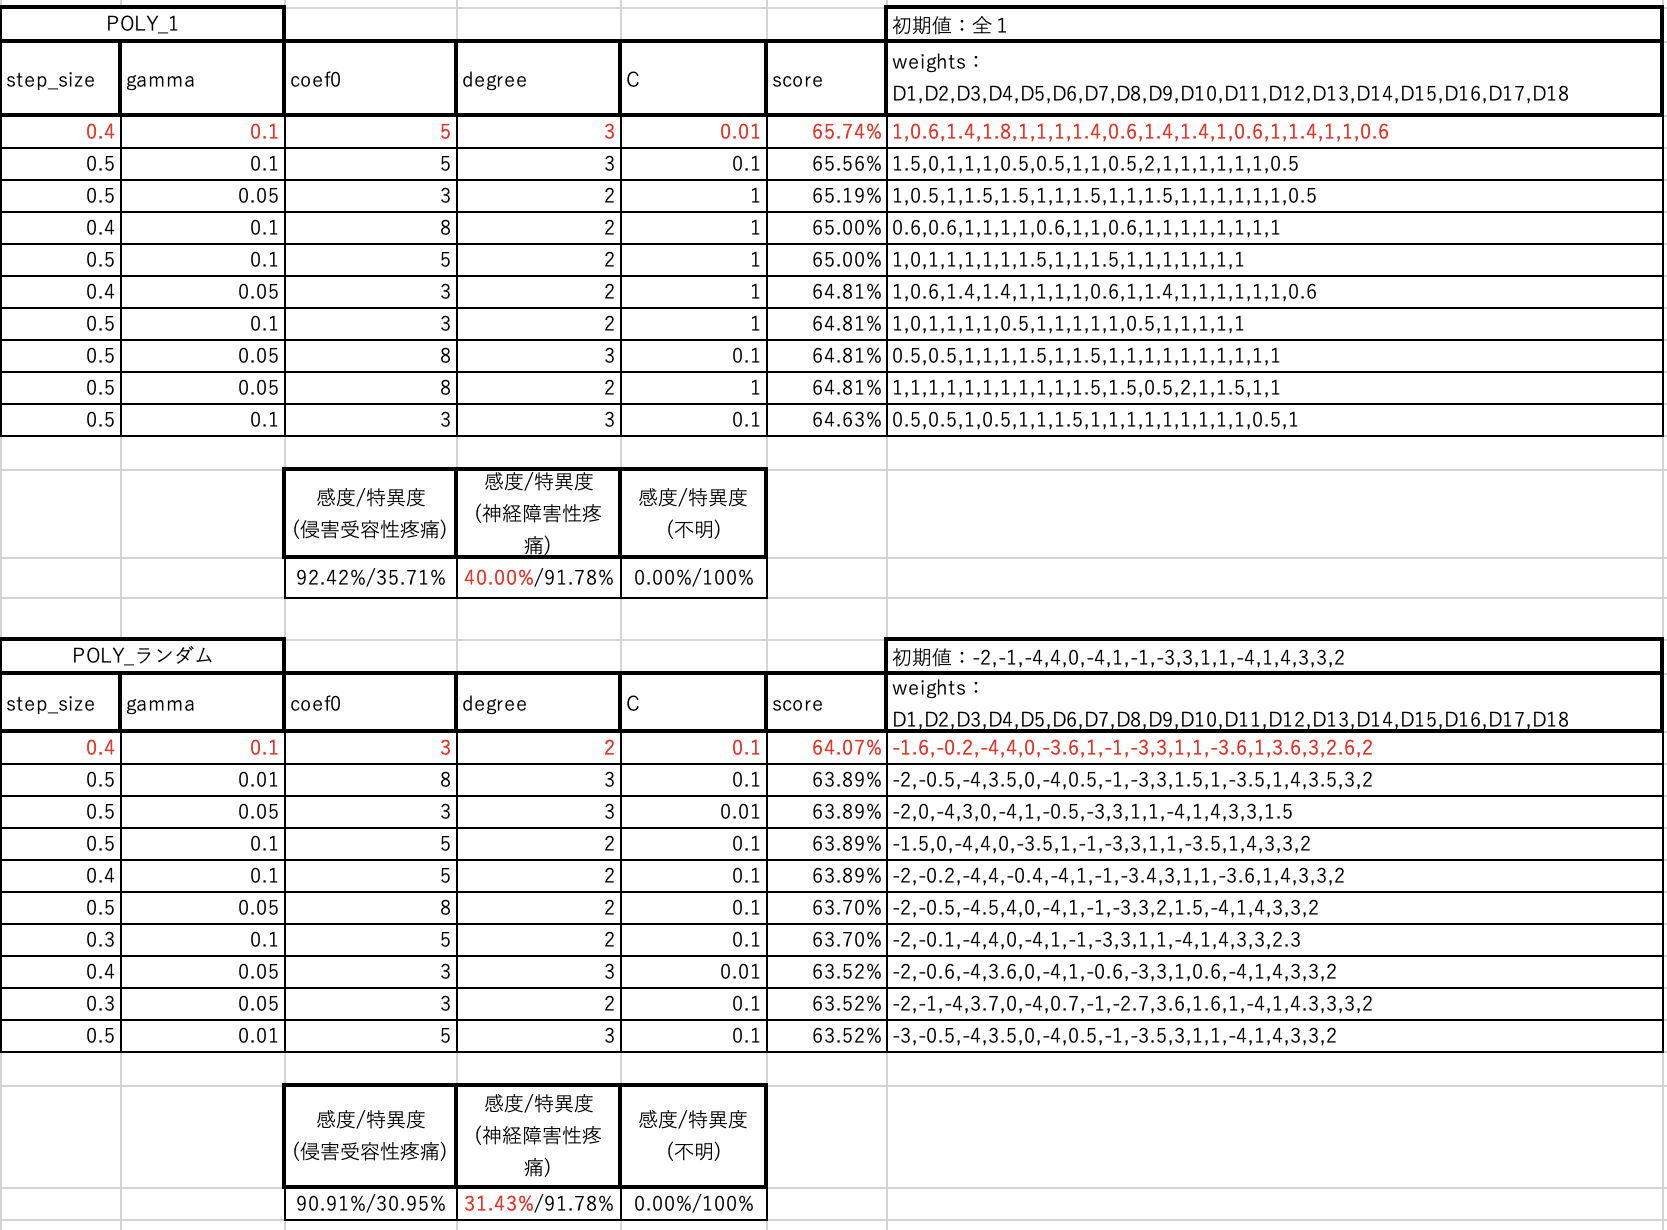 POLY_1 初期値：全1
step_size gamma coef0 degree C score weights：
D1,D2,D3,D4,D5,D6,D7,D8,D9,D10,D11,D12,D13,D14,D15,D16,D17,D18
0.4 0.1 5 3 0.01 65.74% 1,0.6,1.4,1.8,1,1,1,1.4,0.6,1.4,1.4,1,0.6,1,1.4,1,1,0.6
0.5 0.1 5 3 0.1 65.56% 1.5,0,1,1,1,0.5,0.5,1,1,0.5,2,1,1,1,1,1,1,0.5
0.5 0.05 3 2 1 65.19% 1,0.5,1,1.5,1.5,1,1,1.5,1,1,1.5,1,1,1,1,1,1,0.5
0.4 0.1 8 2 1 65.00% 0.6,0.6,1,1,1,1,0.6,1,1,0.6,1,1,1,1,1,1,1,1
0.5 0.1 5 2 1 65.00% 1,0,1,1,1,1,1,1.5,1,1,1.5,1,1,1,1,1,1,1
0.4 0.05 3 2 1 64.81% 1,0.6,1.4,1.4,1,1,1,1,0.6,1,1.4,1,1,1,1,1,1,0.6
0.5 0.1 3 2 1 64.81% 1,0,1,1,1,1,0.5,1,1,1,1,1,0.5,1,1,1,1,1
0.5 0.05 8 3 0.1 64.81% 0.5,0.5,1,1,1,1.5,1,1.5,1,1,1,1,1,1,1,1,1,1
0.5 0.05 8 2 1 64.81% 1,1,1,1,1,1,1,1,1,1,1.5,1.5,0.5,2,1,1.5,1,1
0.5 0.1 3 3 0.1 64.63% 0.5,0.5,1,0.5,1,1,1.5,1,1,1,1,1,1,1,1,1,0.5,1
感度/特異度
(侵害受容性疼痛)
感度/特異度
(神経障害性疼
痛)
感度/特異度
(不明)
92.42%/35.71% 40.00%/91.78% 0.00%/100%
POLY_ランダム 初期値：-2,-1,-4,4,0,-4,1,-1,-3,3,1,1,-4,1,4,3,3,2
step_size gamma coef0 degree C score weights：
D1,D2,D3,D4,D5,D6,D7,D8,D9,D10,D11,D12,D13,D14,D15,D16,D17,D18
0.4 0.1 3 2 0.1 64.07% -1.6,-0.2,-4,4,0,-3.6,1,-1,-3,3,1,1,-3.6,1,3.6,3,2.6,2
0.5 0.01 8 3 0.1 63.89% -2,-0.5,-4,3.5,0,-4,0.5,-1,-3,3,1.5,1,-3.5,1,4,3.5,3,2
0.5 0.05 3 3 0.01 63.89% -2,0,-4,3,0,-4,1,-0.5,-3,3,1,1,-4,1,4,3,3,1.5
0.5 0.1 5 2 0.1 63.89% -1.5,0,-4,4,0,-3.5,1,-1,-3,3,1,1,-3.5,1,4,3,3,2
0.4 0.1 5 2 0.1 63.89% -2,-0.2,-4,4,-0.4,-4,1,-1,-3.4,3,1,1,-3.6,1,4,3,3,2
0.5 0.05 8 2 0.1 63.70% -2,-0.5,-4.5,4,0,-4,1,-1,-3,3,2,1.5,-4,1,4,3,3,2
0.3 0.1 5 2 0.1 63.70% -2,-0.1,-4,4,0,-4,1,-1,-3,3,1,1,-4,1,4,3,3,2.3
0.4 0.05 3 3 0.01 63.52% -2,-0.6,-4,3.6,0,-4,1,-0.6,-3,3,1,0.6,-4,1,4,3,3,2
0.3 0.05 3 2 0.1 63.52% -2,-1,-4,3.7,0,-4,0.7,-1,-2.7,3.6,1.6,1,-4,1,4.3,3,3,2
0.5 0.01 5 3 0.1 63.52% -3,-0.5,-4,3.5,0,-4,0.5,-1,-3.5,3,1,1,-4,1,4,3,3,2
感度/特異度
(侵害受容性疼痛)
感度/特異度
(神経障害性疼
痛)
感度/特異度
(不明)
90.91%/30.95% 31.43%/91.78% 0.00%/100%